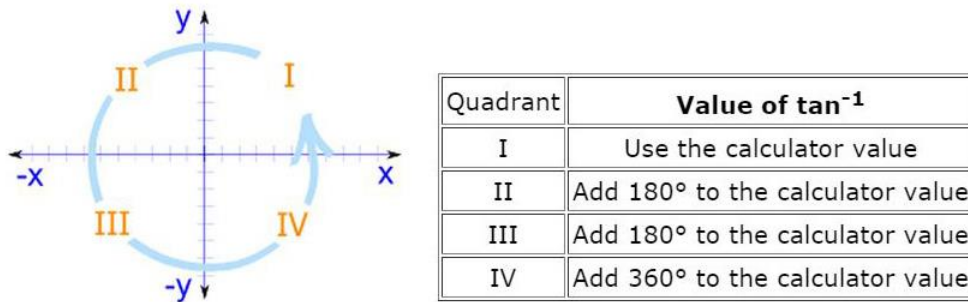 y
II
I
-x
x
III
IV
-y
Quadrant Value of tan⁻¹
I Use the calculator value
II Add 180° to the calculator value
III Add 180° to the calculator value
IV Add 360° to the calculator value